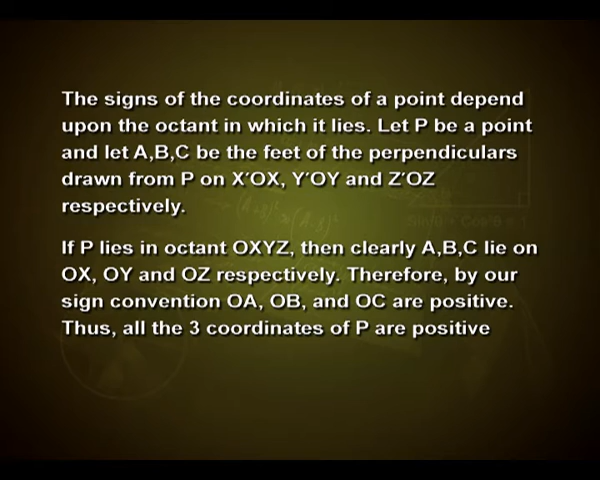 The signs of the coordinates of a point depend
upon the octant in which it lies. Let P be a point
and let A,B,C be the feet of the perpendiculars
drawn from P on X′OX, Y′OY and Z′OZ
respectively.
If P lies in octant OXYZ, then clearly A,B,C lie on
OX, OY and OZ respectively. Therefore, by our
sign convention OA, OB, and OC are positive.
Thus, all the 3 coordinates of P are positive